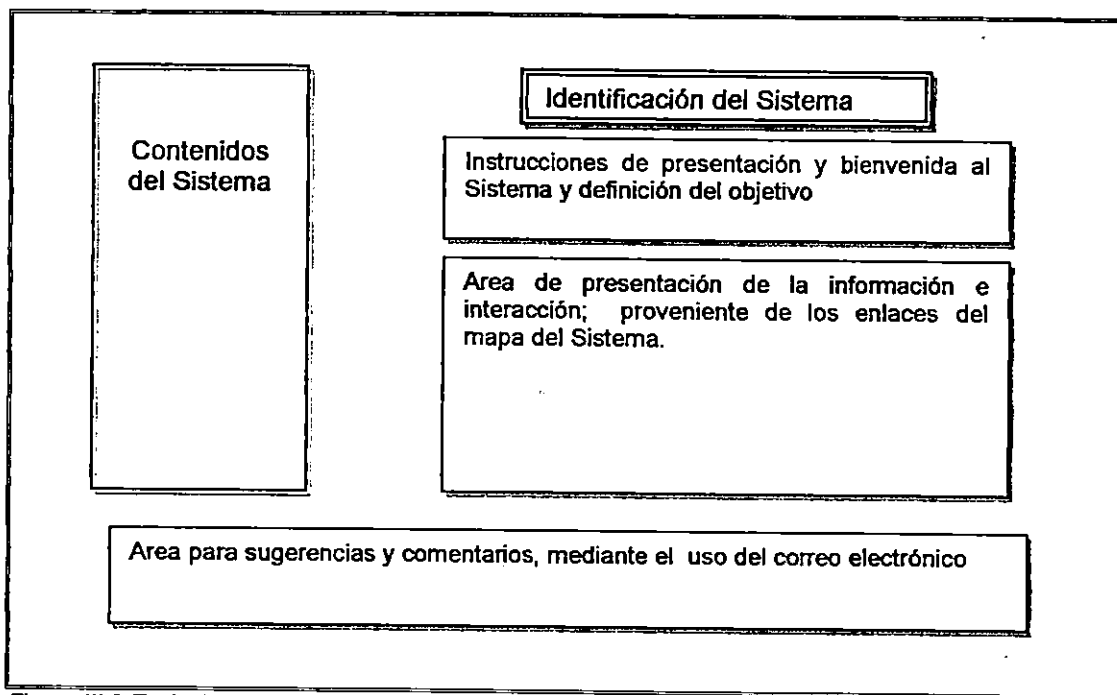 Contenidos
del Sistema
Identificación del Sistema
Instrucciones de presentación y bienvenida al
Sistema y definición del objetivo
Area de presentación de la información e
interacción; proveniente de los enlaces del
mapa del Sistema.
Area para sugerencias y comentarios, mediante el uso del correo electrónico